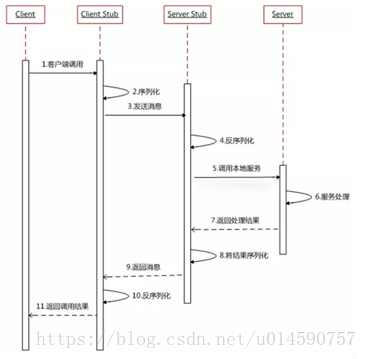 Client
Client Stub
Server Stub
Server
1.客户端调用
2.序列化
3.发送消息
4.反序列化
5.调用本地服务
6.服务处理
7.返回处理结果
8.将结果序列化
9.返回消息
10.反序列化
11.返回调用结果
https://blog.csdn.net/u014590757